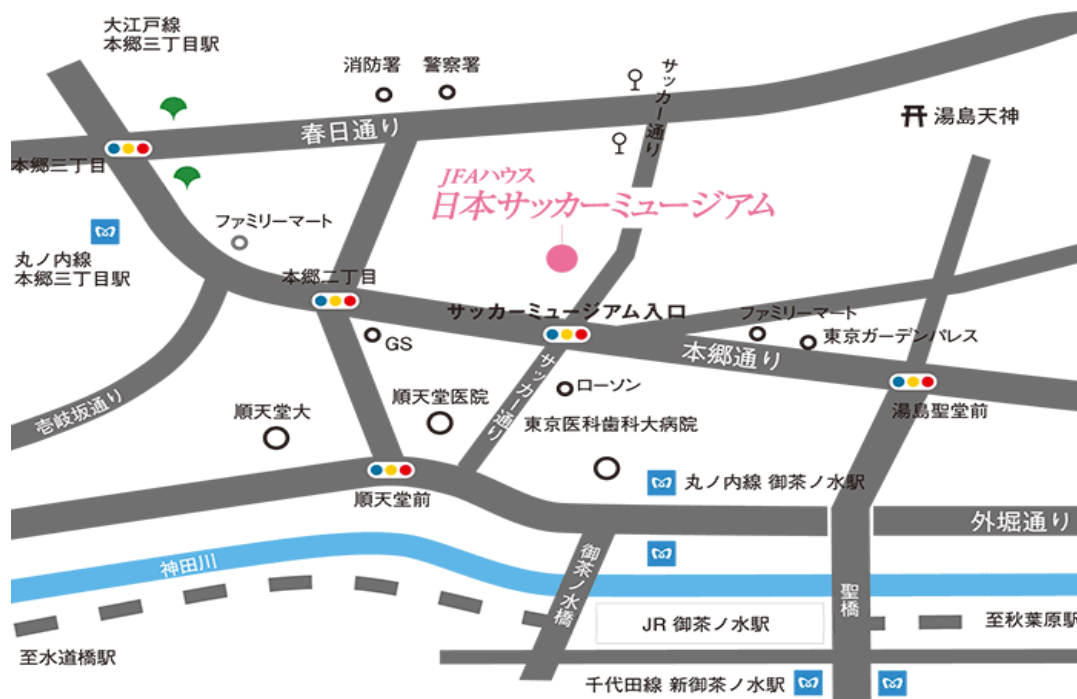 大江戸線
本郷三丁目駅
消防署
警察署
サッカー通り
春日通り
湯島天神
本郷三丁目
JFAハウス
日本サッカーミュージアム
ファミリーマート
丸ノ内線
本郷三丁目駅
本郷二丁目
サッカーミュージアム入口
ファミリーマート
東京ガーデンパレス
GS
本郷通り
サッカー通り
ローソン
壱岐坂通り
順天堂大
順天堂医院
東京医科歯科大病院
湯島聖堂前
順天堂前
丸ノ内線 御茶ノ水駅
外堀通り
神田川
御茶ノ水橋
聖橋
JR 御茶ノ水駅
至秋葉原駅
至水道橋駅
千代田線 新御茶ノ水駅